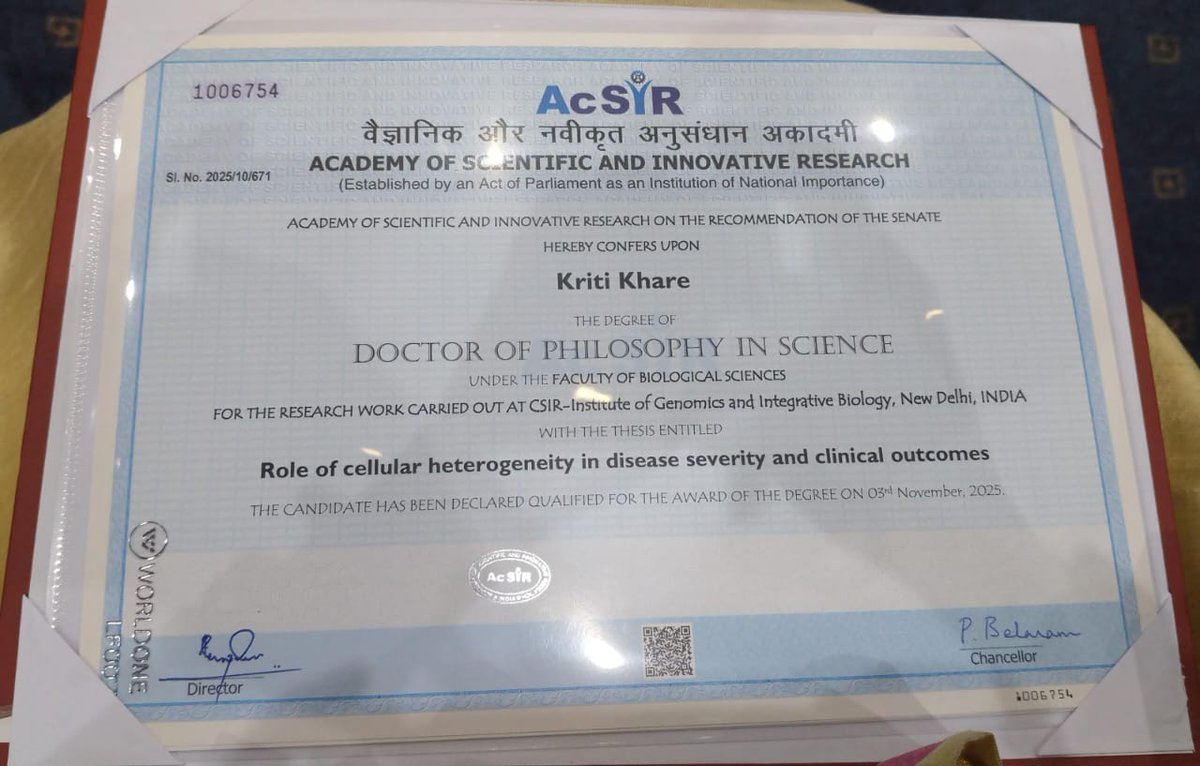 1006754
AcSIR
वैज्ञानिक और नवीकृत अनुसंधान अकादमी
ACADEMY OF SCIENTIFIC AND INNOVATIVE RESEARCH
Sl. No. 2025/10/671
(Established by an Act of Parliament as an Institution of National Importance)
ACADEMY OF SCIENTIFIC AND INNOVATIVE RESEARCH ON THE RECOMMENDATION OF THE SENATE
HEREBY CONFERS UPON
Kriti Khare
THE DEGREE OF
DOCTOR OF PHILOSOPHY IN SCIENCE
UNDER THE FACULTY OF BIOLOGICAL SCIENCES
FOR THE RESEARCH WORK CARRIED OUT AT CSIR-Institute of Genomics and Integrative Biology, New Delhi, INDIA
WITH THE THESIS ENTITLED
Role of cellular heterogeneity in disease severity and clinical outcomes
THE CANDIDATE HAS BEEN DECLARED QUALIFIED FOR THE AWARD OF THE DEGREE ON 03rd November, 2025.
WORLDONE
AcSIR
P. Balaram
Director
Chancellor
1006754